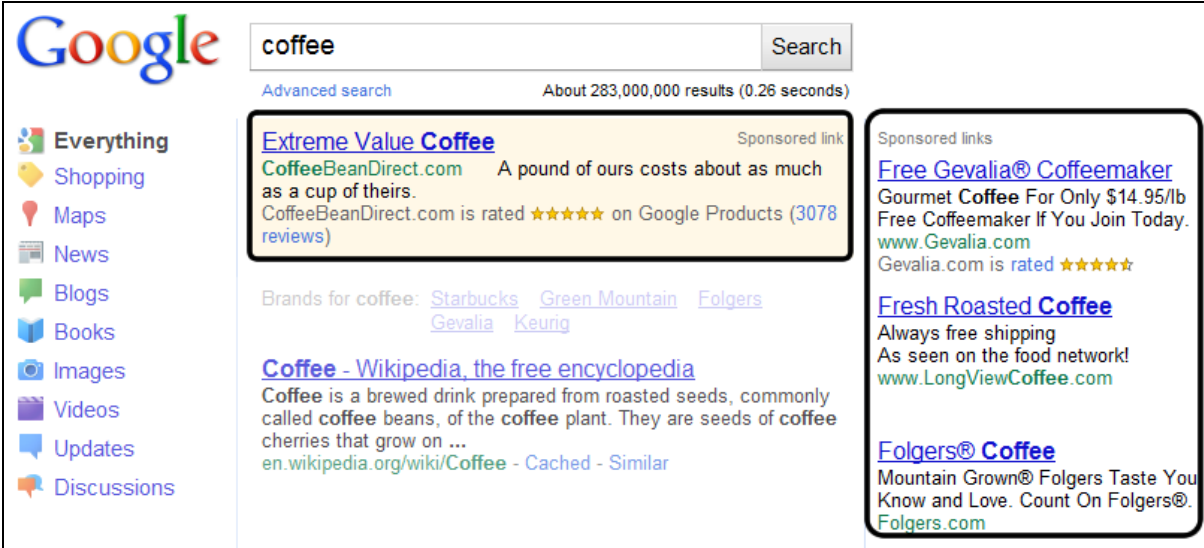 Google
coffee
Search
Advanced search
About 283,000,000 results (0.26 seconds)
Everything
Shopping
Maps
News
Blogs
Books
Images
Videos
Updates
Discussions
Extreme Value Coffee
Sponsored link
CoffeeBeanDirect.com A pound of ours costs about as much
as a cup of theirs.
CoffeeBeanDirect.com is rated ★★★★★ on Google Products (3078
reviews)
Brands for coffee: Starbucks Green Mountain Folgers
Gevalia Keurig
Coffee - Wikipedia, the free encyclopedia
Coffee is a brewed drink prepared from roasted seeds, commonly
called coffee beans, of the coffee plant. They are seeds of coffee
cherries that grow on ...
en.wikipedia.org/wiki/Coffee - Cached - Similar
Sponsored links
Free Gevalia® Coffeemaker
Gourmet Coffee For Only $14.95/lb
Free Coffeemaker If You Join Today.
www.Gevalia.com
Gevalia.com is rated
Fresh Roasted Coffee
Always free shipping
As seen on the food network!
www.LongViewCoffee.com
Folgers® Coffee
Mountain Grown® Folgers Taste You
Know and Love. Count On Folgers®.
Folgers.com